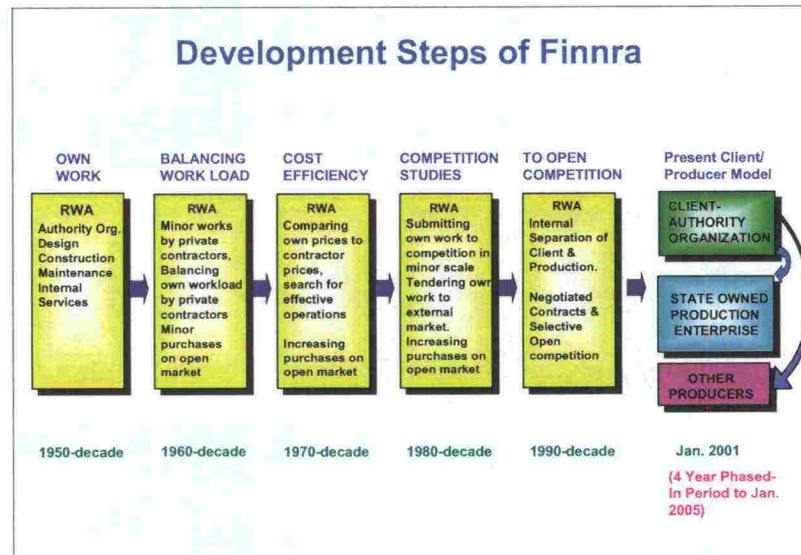 Development Steps of Finnra
OWN
WORK
RWA
Authority Org.
Design
Construction
Maintenance
Internal
Services
1950-decade
BALANCING
WORK LOAD
RWA
Minor works
by private
contractors,
Balancing
own workload
by private
contractors
Minor
purchases
on open
market
1960-decade
COST
EFFICIENCY
RWA
Comparing
own prices to
contractor
prices,
search for
effective
operations
Increasing
purchases on
open market
1970-decade
COMPETITION
STUDIES
RWA
Submitting
own work to
competition in
minor scale
Tendering own
work to
external
market.
Increasing
purchases on
open market
1980-decade
TO OPEN
COMPETITION
RWA
Internal
Separation of
Client &
Production.
Negotiated
Contracts &
Selective
Open
competition
1990-decade
Present Client/
Producer Model
CLIENT-
AUTHORITY
ORGANIZATION
STATE OWNED
PRODUCTION
ENTERPRISE
OTHER
PRODUCERS
Jan. 2001
(4 Year Phased-
In Period to Jan.
2005)